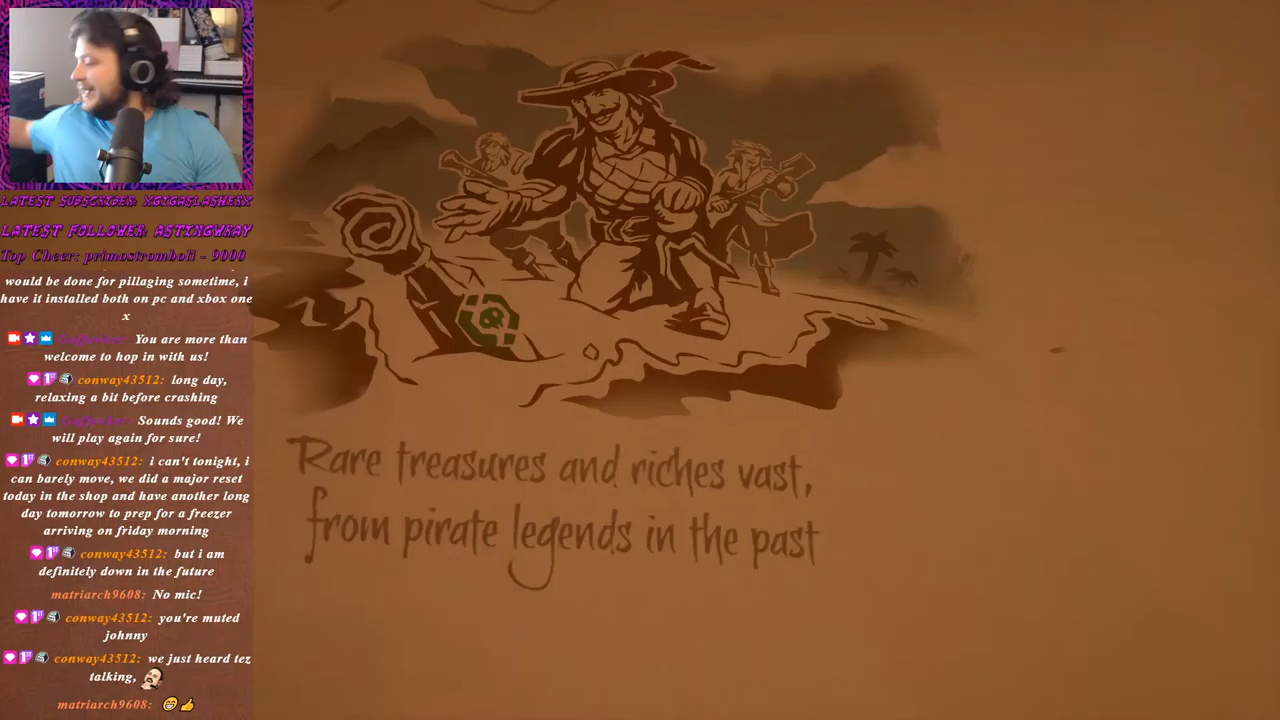 LATEST SUBSCRIBER: XGYGASLASHERX
LATEST FOLLOWER: ASTINGWRAY
Top Cheer: primostromboli - 9000
would be done for pillaging sometime, i
have it installed both on pc and xbox one
x
You are more than
welcome to hop in with us!
conway43512: long day,
relaxing a bit before crashing
Sounds good! We
will play again for sure!
conway43512: i can't tonight, i
can barely move, we did a major reset
today in the shop and have another long
day tomorrow to prep for a freezer
arriving on friday morning
conway43512: but i am
definitely down in the future
matriarch9608: No mic!
conway43512: you're muted
johnny
conway43512: we just heard tez
talking,
matriarch9608:
Rare treasures and riches vast,
from pirate legends in the past